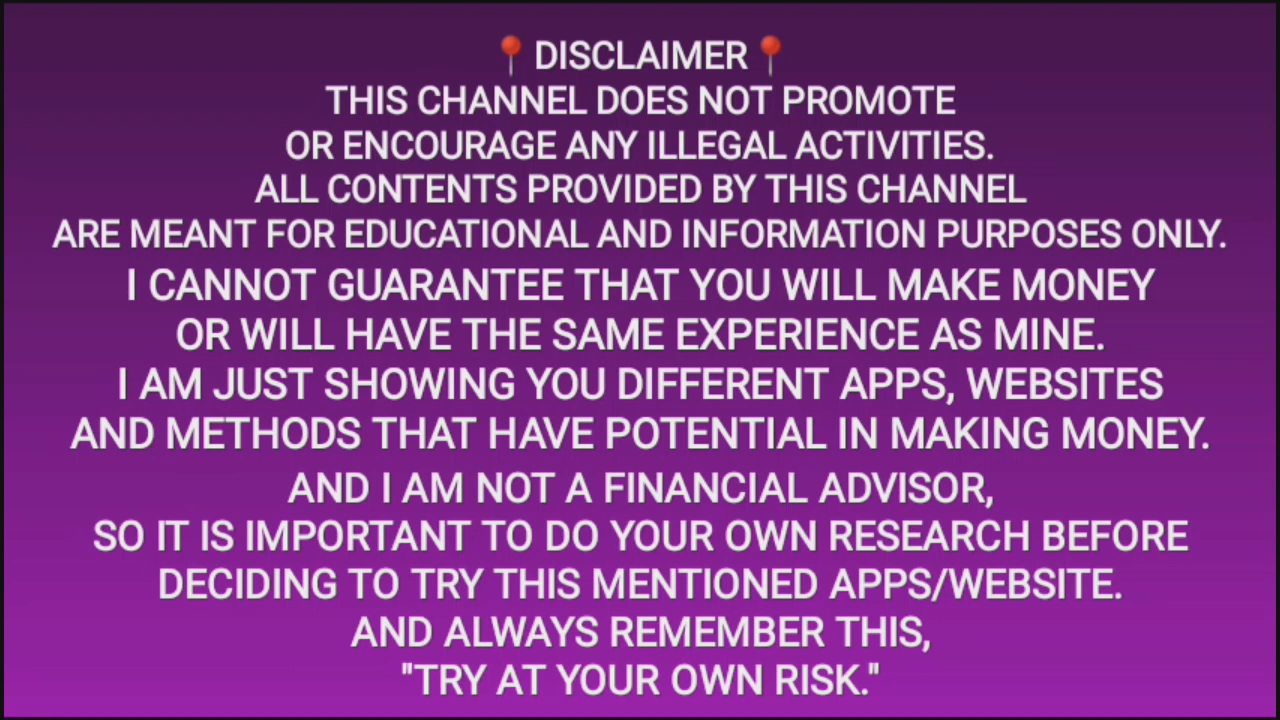 📍DISCLAIMER📍
THIS CHANNEL DOES NOT PROMOTE
OR ENCOURAGE ANY ILLEGAL ACTIVITIES.
ALL CONTENTS PROVIDED BY THIS CHANNEL
ARE MEANT FOR EDUCATIONAL AND INFORMATION PURPOSES ONLY.
I CANNOT GUARANTEE THAT YOU WILL MAKE MONEY
OR WILL HAVE THE SAME EXPERIENCE AS MINE.
I AM JUST SHOWING YOU DIFFERENT APPS, WEBSITES
AND METHODS THAT HAVE POTENTIAL IN MAKING MONEY.
AND I AM NOT A FINANCIAL ADVISOR,
SO IT IS IMPORTANT TO DO YOUR OWN RESEARCH BEFORE
DECIDING TO TRY THIS MENTIONED APPS/WEBSITE.
AND ALWAYS REMEMBER THIS,
"TRY AT YOUR OWN RISK."